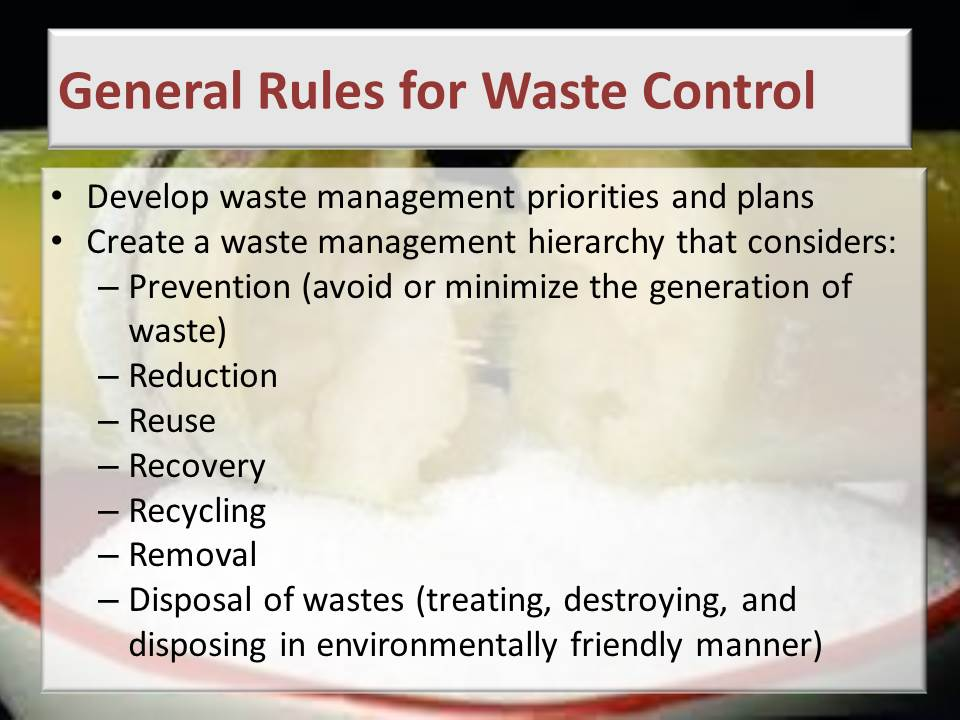 General Rules for Waste Control
• Develop waste management priorities and plans
• Create a waste management hierarchy that considers:
– Prevention (avoid or minimize the generation of
waste)
– Reduction
– Reuse
– Recovery
– Recycling
– Removal
– Disposal of wastes (treating, destroying, and
disposing in environmentally friendly manner)